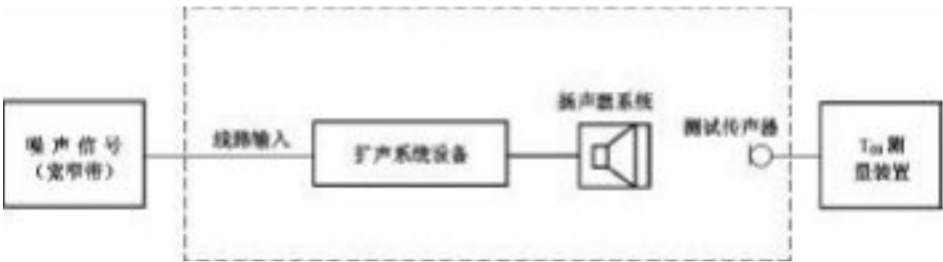 噪声信号
（宽窄带）
线路输入
扩声系统设备
扬声器系统
测试传声器
T₆₀测
量装置